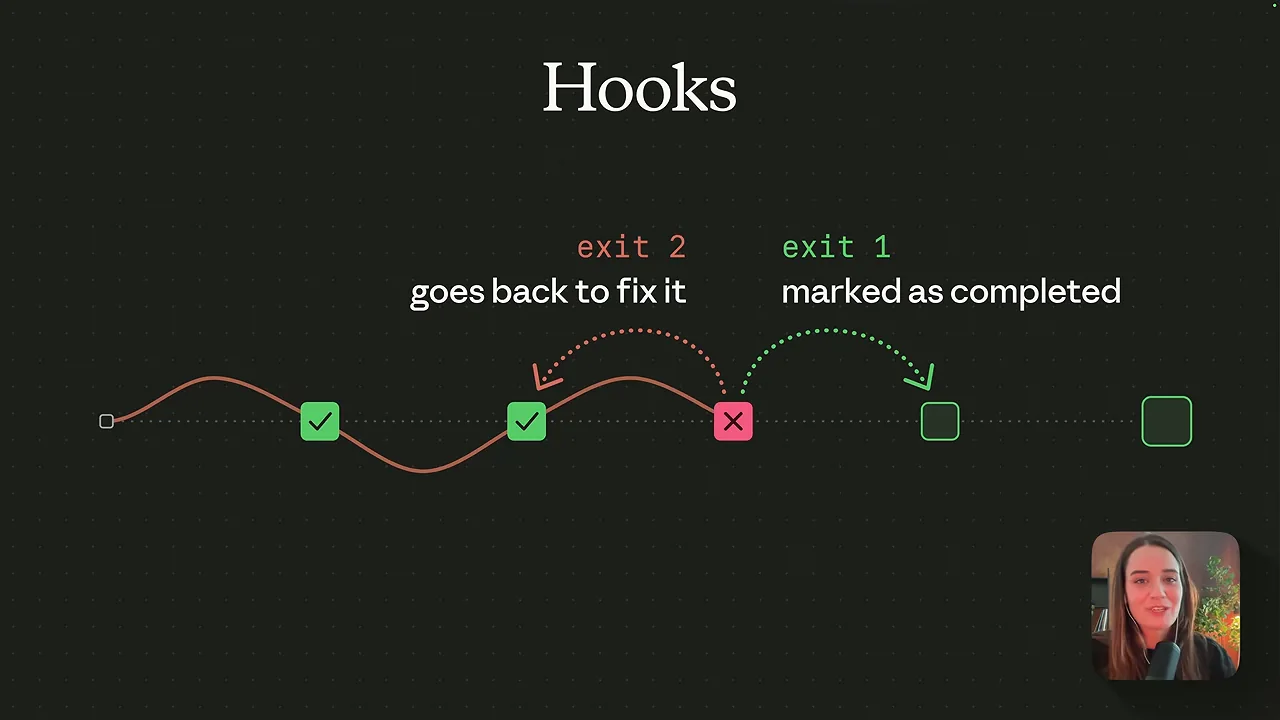 Hooks
exit 2
goes back to fix it
exit 1
marked as completed